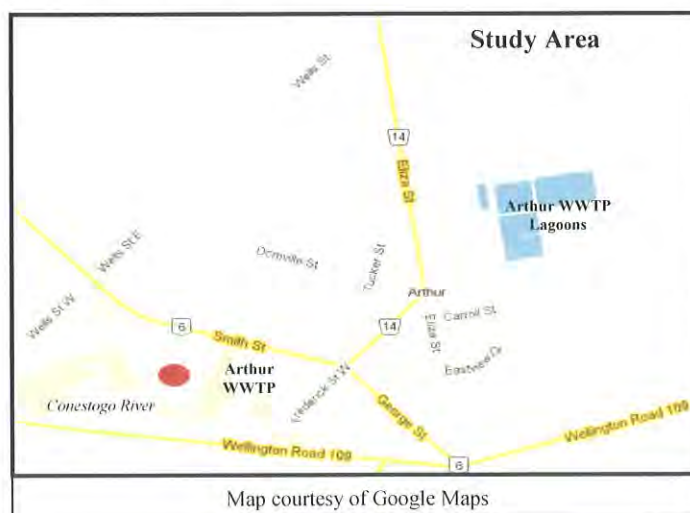 Study Area
Wells St
14
Eliza St
Arthur WWTP
Lagoons
Wells St E
Domville St
Tucker St
Wells St W
Arthur
6
Smith St
14
Eliza St
Carroll St
Arthur
WWTP
Frederick St W
Eastview Dr
Conestogo River
George St
Wellington Road 109
Wellington Road 109
6
Map courtesy of Google Maps